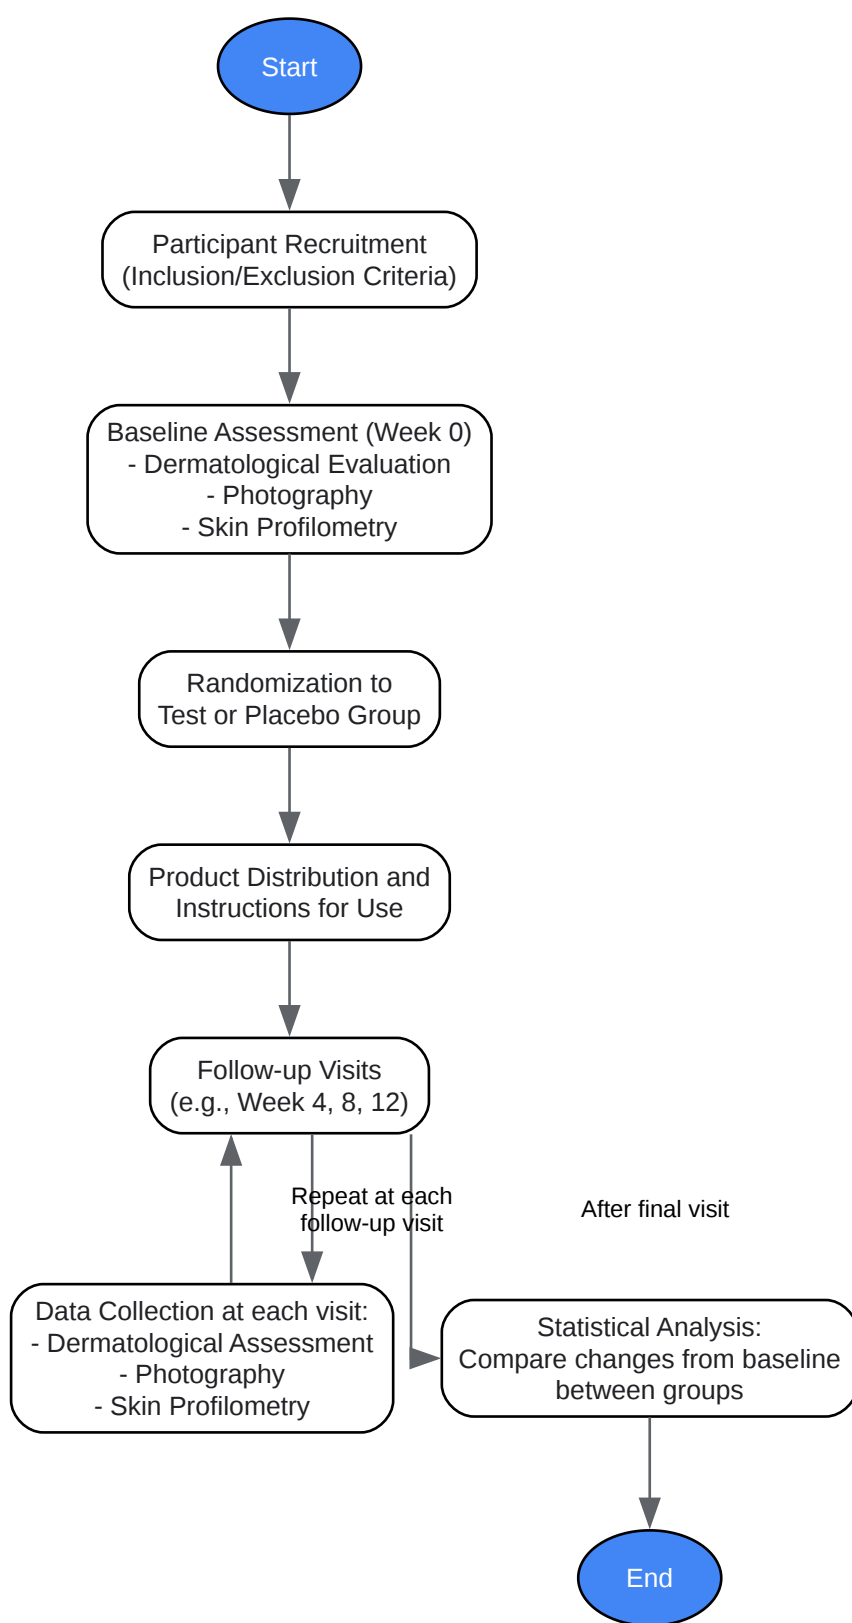 Start
Participant Recruitment
(Inclusion/Exclusion Criteria)
Baseline Assessment (Week 0)
- Dermatological Evaluation
- Photography
- Skin Profilometry
Randomization to
Test or Placebo Group
Product Distribution and
Instructions for Use
Follow-up Visits
(e.g., Week 4, 8, 12)
Repeat at each
follow-up visit
After final visit
Data Collection at each visit:
- Dermatological Assessment
- Photography
- Skin Profilometry
Statistical Analysis:
Compare changes from baseline
between groups
End